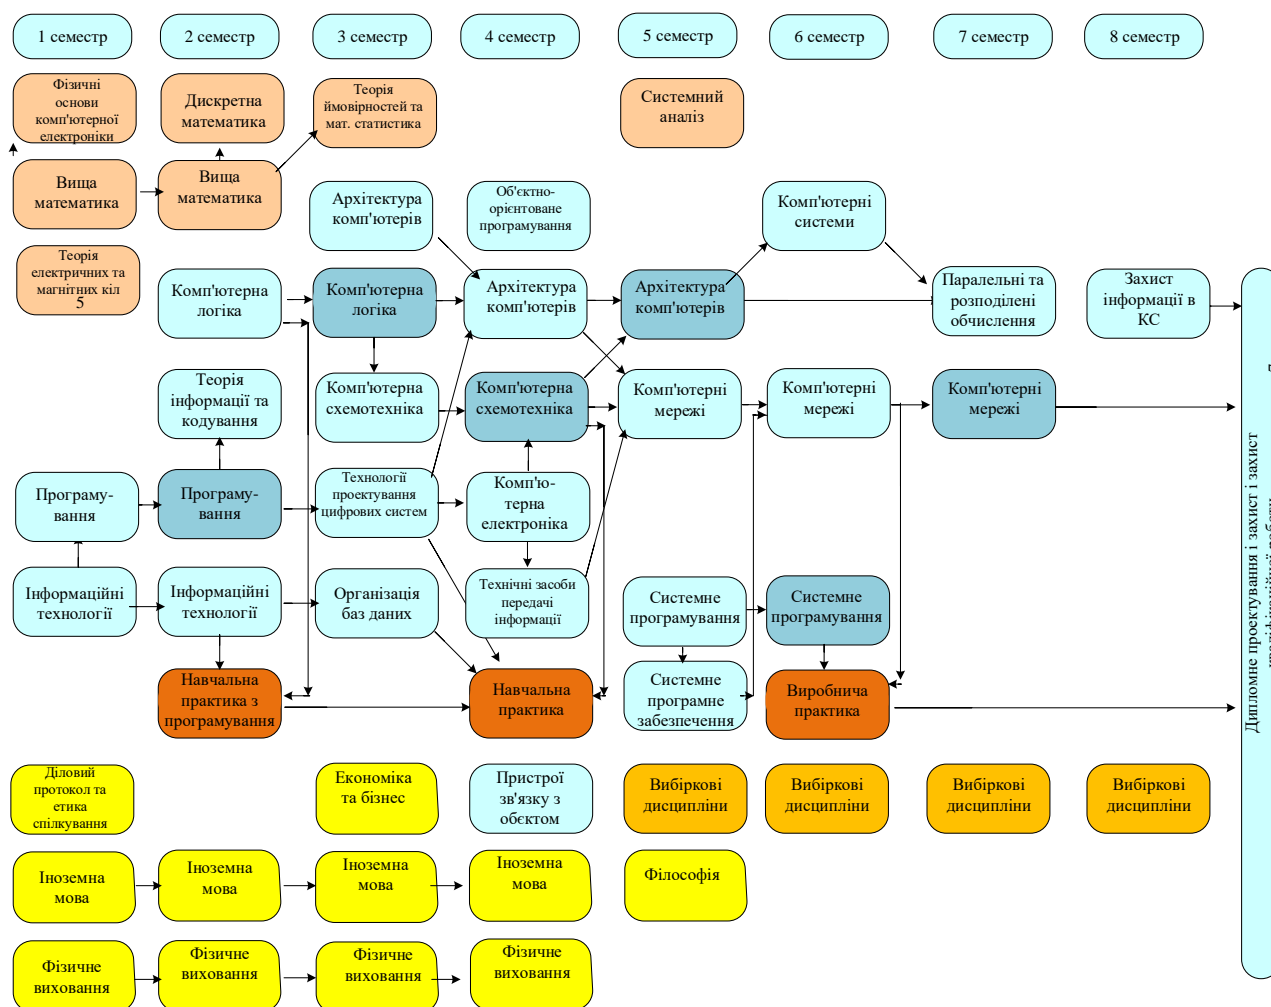 1 семестр
2 семестр
3 семестр
4 семестр
5 семестр
6 семестр
7 семестр
8 семестр
Фізичні
основи
комп'ютерної
електроніки
Дискретна
математика
Теорія
ймовірностей та
мат. статистика
Системний
аналіз
Вища
математика
Вища
математика
Архітектура
комп'ютерів
Об'єктно-
орієнтоване
програмування
Комп'ютерні
системи
Теорія
електричних та
магнітних кіл
5
Комп'ютерна
логіка
Комп'ютерна
логіка
Архітектура
комп'ютерів
Архітектура
комп'ютерів
Паралельні та
розподілені
обчислення
Захист
інформації в
КС
Теорія
інформації та
кодування
Комп'ютерна
схемотехніка
Комп'ютерна
схемотехніка
Комп'ютерні
мережі
Комп'ютерні
мережі
Комп'ютерні
мережі
Програму-
вання
Програму-
вання
Технології
проектування
цифрових систем
Комп'ю-
терна
електроніка
Інформаційні
технології
Інформаційні
технології
Організація
баз даних
Технічні засоби
передачі
інформації
Системне
програмування
Системне
програмування
Навчальна
практика з
програмування
Навчальна
практика
Системне
програмне
забезпечення
Виробнича
практика
Дипломне проектування і захист і захист
Діловий
протокол та
етика
спілкування
Економіка
та бізнес
Пристрої
зв'язку з
обєктом
Вибіркові
дисципліни
Вибіркові
дисципліни
Вибіркові
дисципліни
Вибіркові
дисципліни
Іноземна
мова
Іноземна
мова
Іноземна
мова
Іноземна
мова
Філософія
Фізичне
виховання
Фізичне
виховання
Фізичне
виховання
Фізичне
виховання